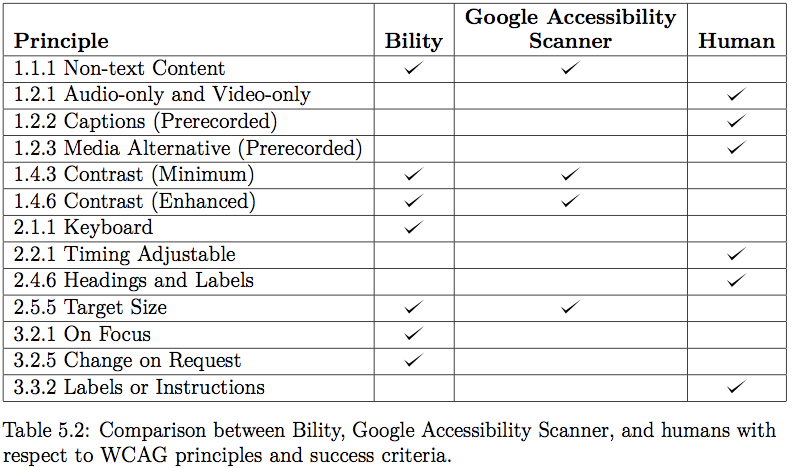 Principle Bility Google Accessibility Scanner Human
1.1.1 Non-text Content ✓ ✓
1.2.1 Audio-only and Video-only ✓
1.2.2 Captions (Prerecorded) ✓
1.2.3 Media Alternative (Prerecorded) ✓
1.4.3 Contrast (Minimum) ✓ ✓
1.4.6 Contrast (Enhanced) ✓ ✓
2.1.1 Keyboard ✓
2.2.1 Timing Adjustable ✓
2.4.6 Headings and Labels ✓
2.5.5 Target Size ✓ ✓
3.2.1 On Focus ✓
3.2.5 Change on Request ✓
3.3.2 Labels or Instructions ✓
Table 5.2: Comparison between Bility, Google Accessibility Scanner, and humans with
respect to WCAG principles and success criteria.